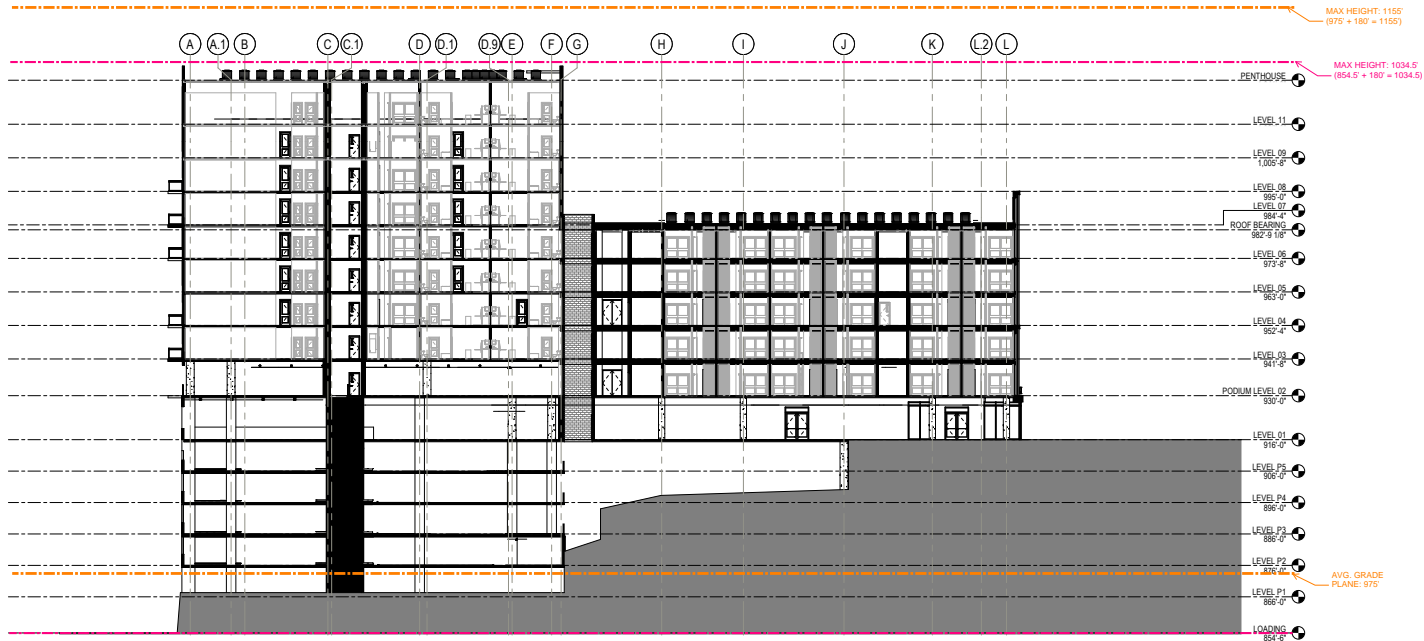 MAX HEIGHT: 1155'
(975' + 180' = 1155')
A A.1 B C C.1 D D.1 D.9 E F G H I J K L.2 L
MAX HEIGHT: 1034.5'
(854.5' + 180' = 1034.5)
PENTHOUSE
LEVEL 11
LEVEL 09
1,005'-8"
LEVEL 08
995'-0"
LEVEL 07
984'-4"
ROOF BEARING
982'-9 1/8"
LEVEL 06
973'-8"
LEVEL 05
963'-0"
LEVEL 04
952'-4"
LEVEL 03
941'-8"
PODIUM LEVEL 02
930'-0"
LEVEL 01
916'-0"
LEVEL P5
906'-0"
LEVEL P4
896'-0"
LEVEL P3
886'-0"
LEVEL P2
876'-0"
AVG. GRADE
PLANE: 975'
LEVEL P1
866'-0"
LOADING
854'-6"